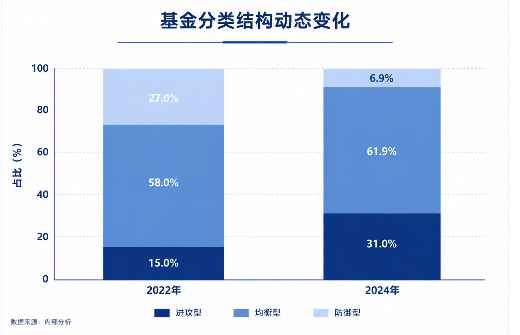 基金分类结构动态变化
占比（%）
100
80
60
40
20
0
27.0%
58.0%
15.0%
6.9%
61.9%
31.0%
2022年
2024年
进攻型
均衡型
防御型
数据来源：内部分析